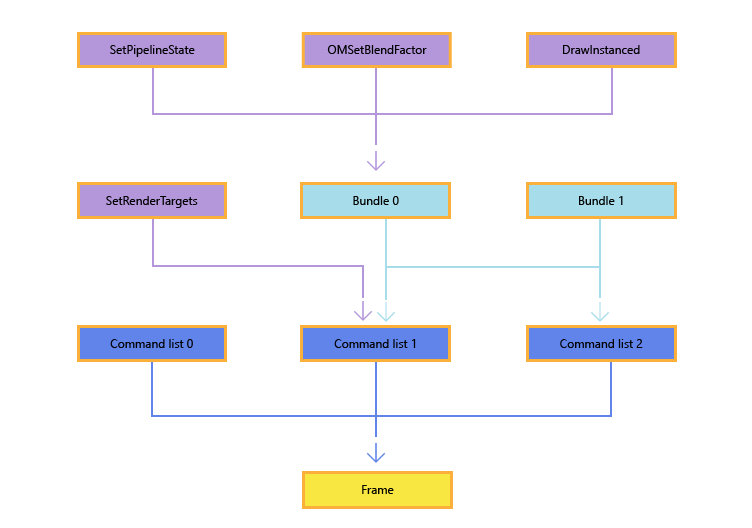 SetPipelineState
OMSetBlendFactor
DrawInstanced
SetRenderTargets
Bundle 0
Bundle 1
Command list 0
Command list 1
Command list 2
Frame